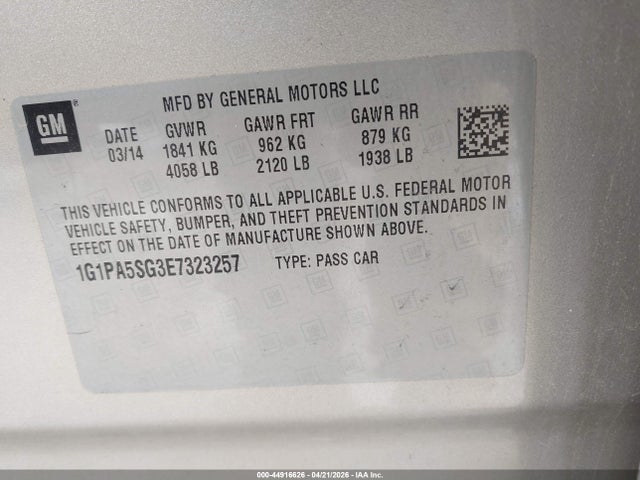 GM
MFD BY GENERAL MOTORS LLC
DATE GVWR GAWR FRT GAWR RR
03/14 1841 KG 962 KG 879 KG
4058 LB 2120 LB 1938 LB
THIS VEHICLE CONFORMS TO ALL APPLICABLE U.S. FEDERAL MOTOR
VEHICLE SAFETY, BUMPER, AND THEFT PREVENTION STANDARDS IN
EFFECT ON THE DATE OF MANUFACTURE SHOWN ABOVE.
1G1PA5SG3E7323257 TYPE: PASS CAR
000-44916626 - 04/21/2026 - IAA Inc.